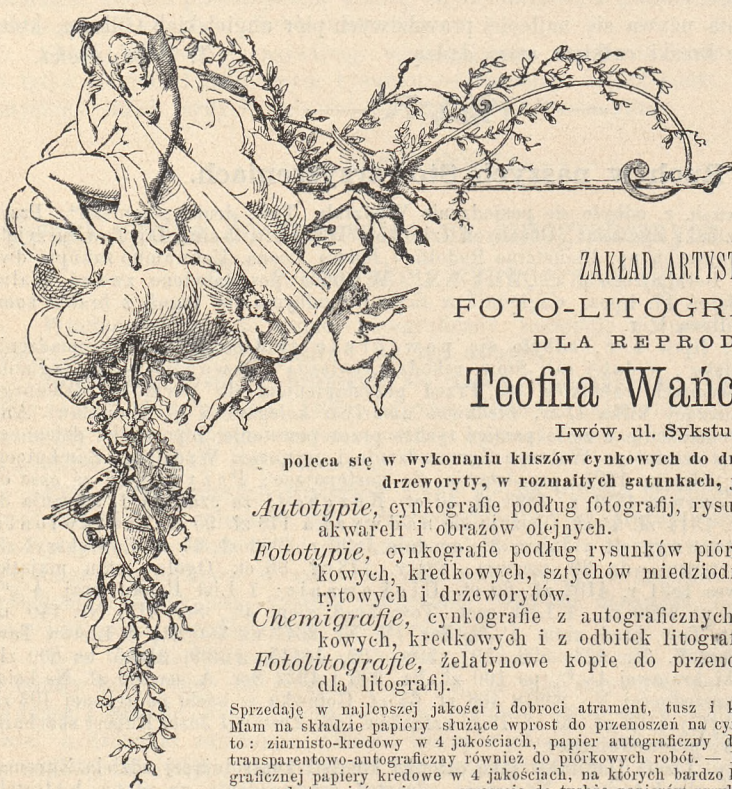 ZAKŁAD ARTYST
FOTO-LITOGR
DLA REPROD
Teofila Wańc
Lwów, ul. Sykstu
poleca się w wykonaniu kliszów cynkowych do d
drzeworyty, w rozmaitych gatunkach,
Autotypie, cynkografie podług fotografij, rysu
akwareli i obrazów olejnych.
Fototypie, cynkografie podług rysunków piór
kowych, kredkowych, sztychów miedziod
rytowych i drzeworytów.
Chemigrafie, cynkografie z autograficznych
kowych, kredkowych i z odbitek litograf
Fotolitografie, żelatynowe kopie do przeno
dla litografij.
Sprzedaję w najlepszej jakości i dobroci atrament, tusz i k
Mam na składzie papiery służące wprost do przenoszeń na cy
to: ziarnisto-kredowy w 4 jakościach, papier autograficzny d
transparentowo-autograficzny również do piórkowych robót. —
graficznej papiery kredowe w 4 jakościach, na których bardzo